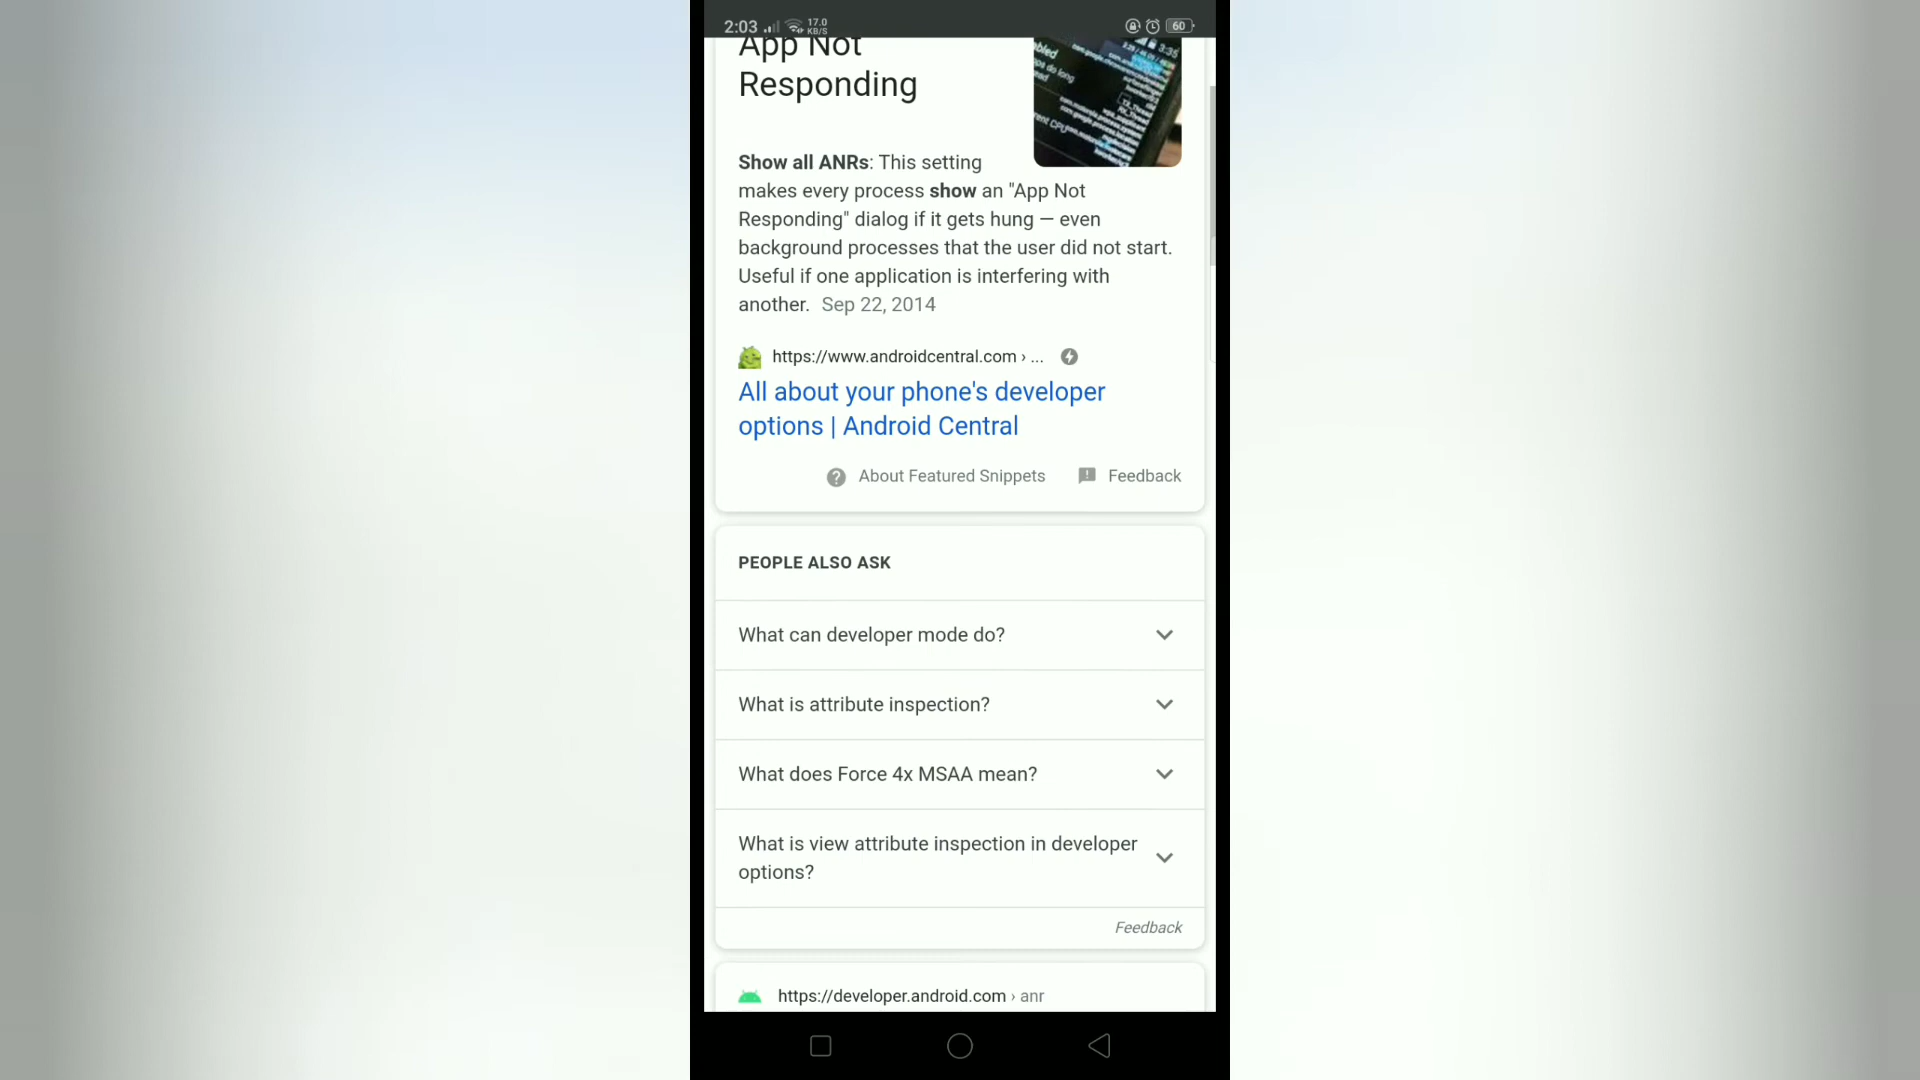 2:03 17.0 KB/S 60
App Not
Responding
Show all ANRs: This setting
makes every process show an "App Not
Responding" dialog if it gets hung — even
background processes that the user did not start.
Useful if one application is interfering with
another. Sep 22, 2014
https://www.androidcentral.com › ...
All about your phone's developer
options | Android Central
About Featured Snippets Feedback
PEOPLE ALSO ASK
What can developer mode do?
What is attribute inspection?
What does Force 4x MSAA mean?
What is view attribute inspection in developer
options?
Feedback
https://developer.android.com › anr